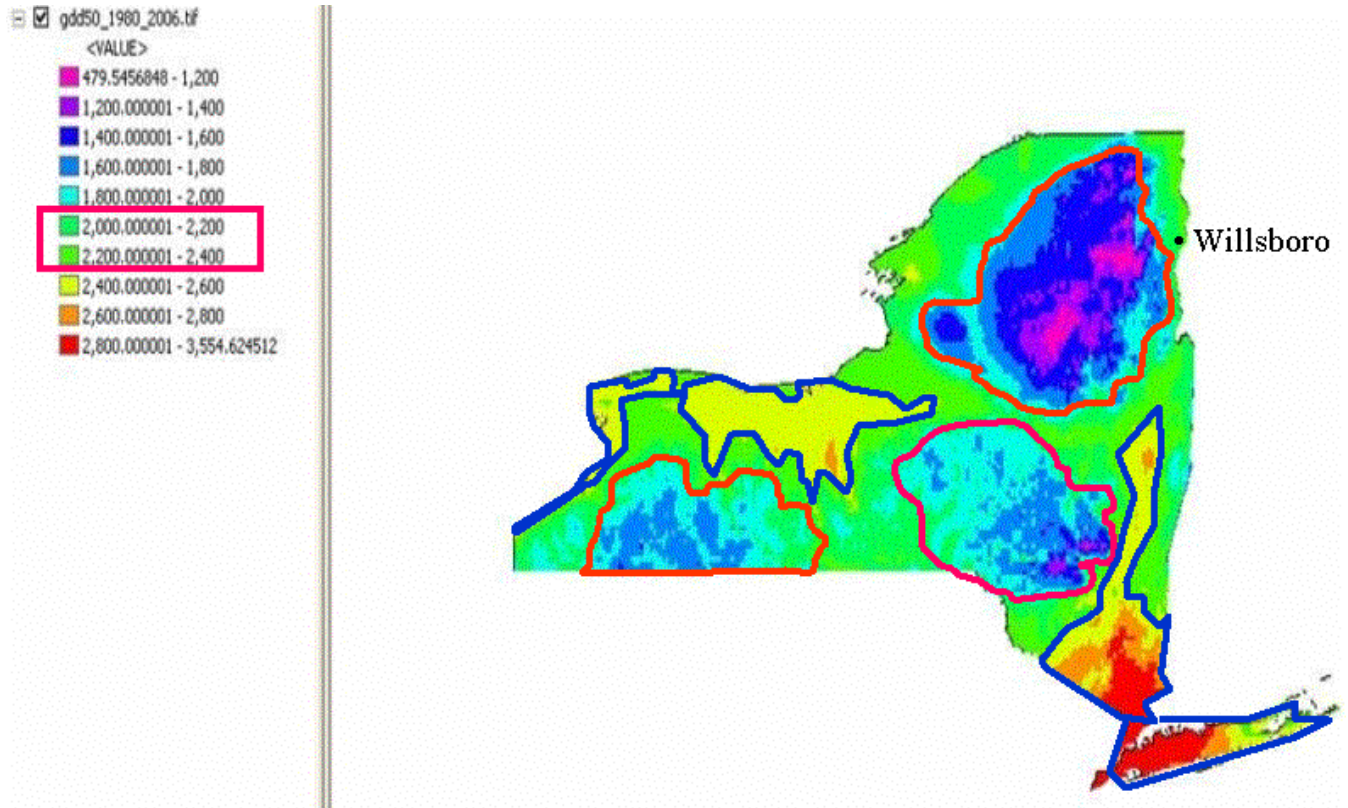 gdd50_1980_2006.tif
<VALUE>
479.5456848 - 1,200
1,200.000001 - 1,400
1,400.000001 - 1,600
1,600.000001 - 1,800
1,800.000001 - 2,000
2,000.000001 - 2,200
2,200.000001 - 2,400
2,400.000001 - 2,600
2,600.000001 - 2,800
2,800.000001 - 3,554.624512
Willsboro